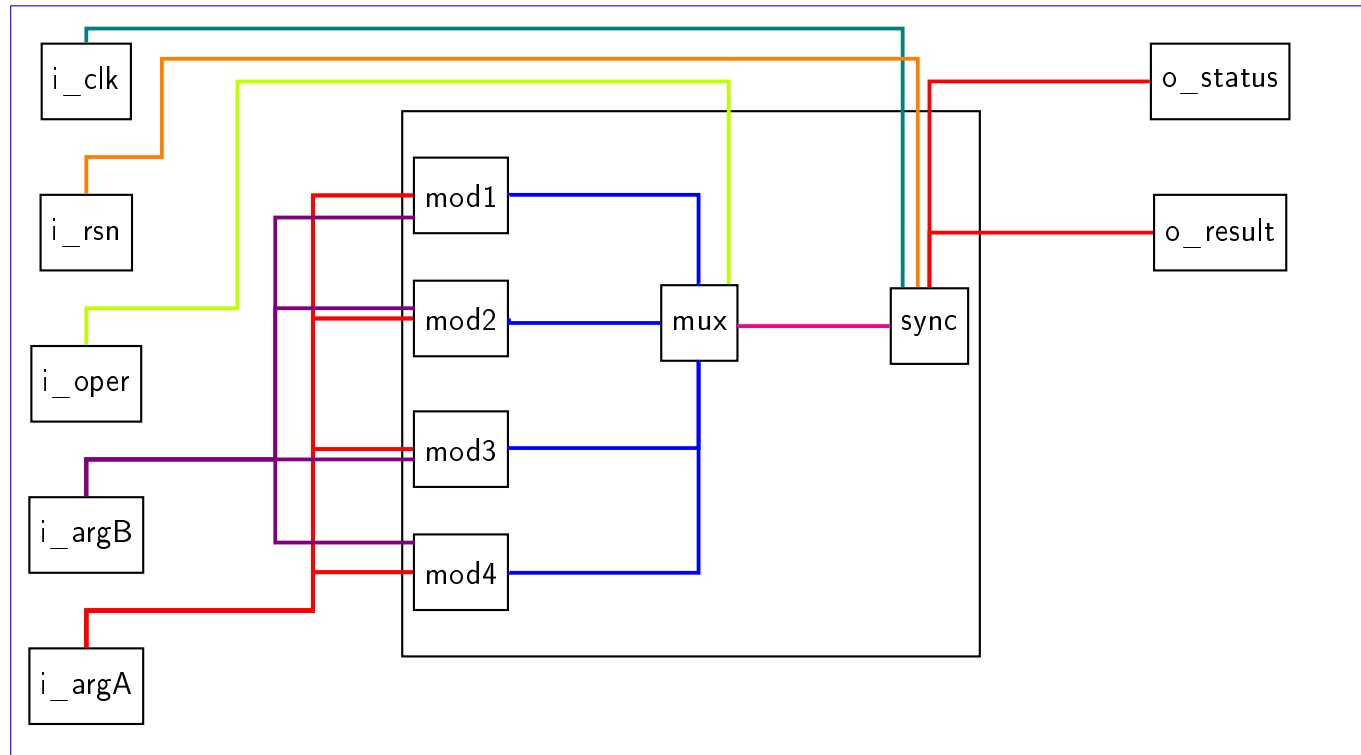 i_clk
i_rsn
i_oper
i_argB
i_argA
mod1
mod2
mod3
mod4
mux
sync
o_status
o_result